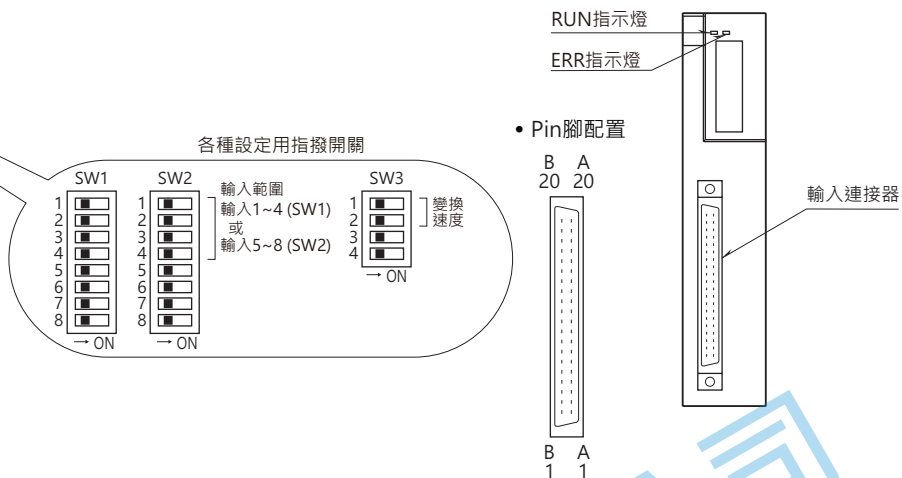 RUN指示燈
ERR指示燈
各種設定用指撥開關
SW1
1
2
3
4
5
6
7
8
→ ON
SW2
1
2
3
4
5
6
7
8
→ ON
輸入範圍
輸入1~4 (SW1)
或
輸入5~8 (SW2)
SW3
1
2
3
4
→ ON
變換
速度
• Pin腳配置
B A
20 20
B A
1 1
輸入連接器
司